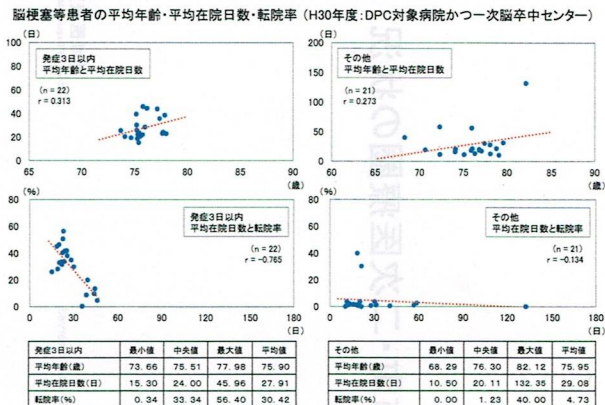 脳梗塞等患者の平均年齢・平均在院日数・転院率（H30年度：DPC対象病院かつ一次脳卒中センター）
（日）
100
80
60
40
20
0
発症3日以内
平均年齢と平均在院日数
（n = 22）
r = 0.313
65 70 75 80 85 90
（歳）
（日）
200
150
100
50
0
その他
平均年齢と平均在院日数
（n = 21）
r = 0.273
60 65 70 75 80 85 90
（歳）
（%）
80
60
40
20
0
発症3日以内
平均在院日数と転院率
（n = 22）
r = -0.765
0 30 60 90 120 150 180
（日）
（%）
80
60
40
20
0
その他
平均在院日数と転院率
（n = 21）
r = -0.134
0 30 60 90 120 150 180
（日）
発症3日以内 最小値 中央値 最大値 平均値
平均年齢（歳） 73.66 75.51 77.98 75.90
平均在院日数（日） 15.30 24.00 45.96 27.91
転院率（%） 0.34 33.34 56.40 30.42
その他 最小値 中央値 最大値 平均値
平均年齢（歳） 68.29 76.30 82.12 75.95
平均在院日数（日） 10.50 20.11 132.35 29.08
転院率（%） 0.00 1.23 40.00 4.73